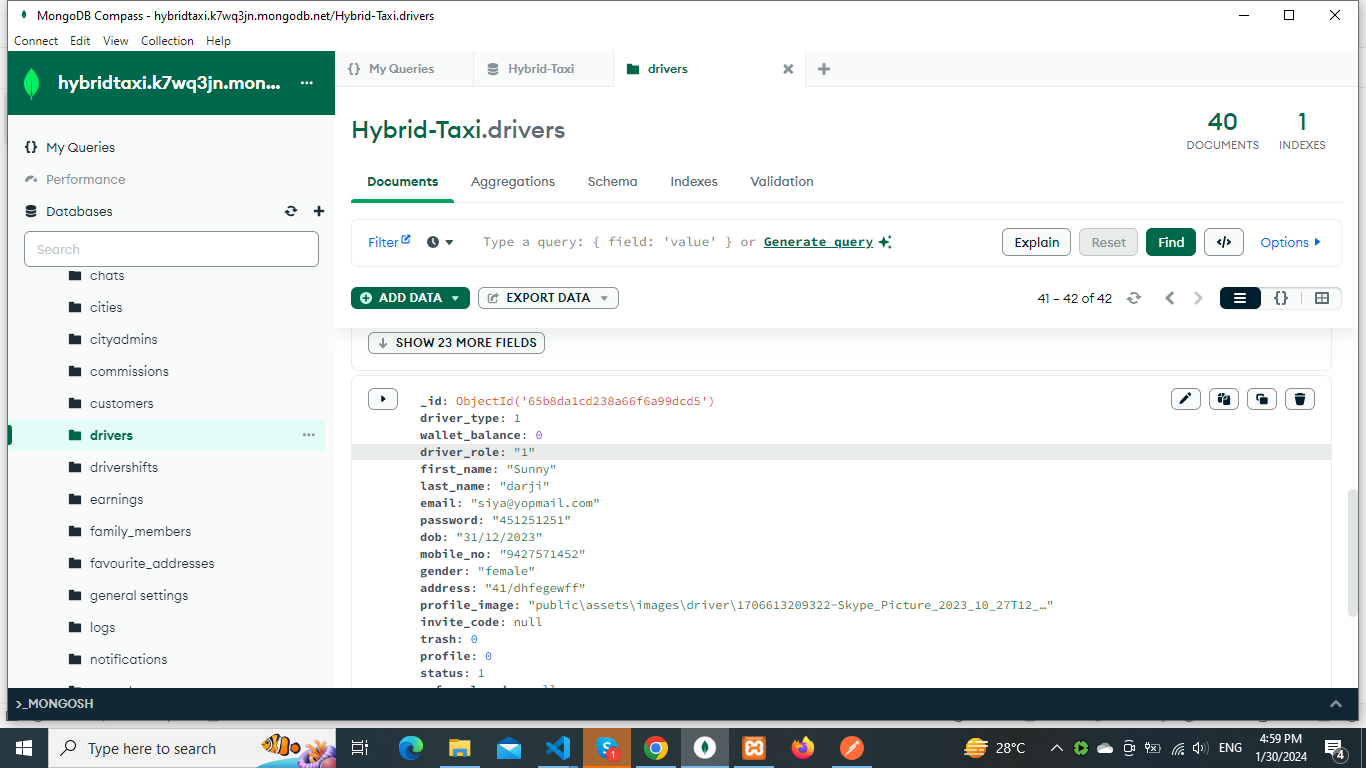 MongoDB Compass - hybridtaxi.k7wq3jn.mongodb.net/Hybrid-Taxi.drivers
Connect Edit View Collection Help
hybridtaxi.k7wq3jn.mon...
My Queries
Performance
Databases
Search
chats
cities
cityadmins
commissions
customers
drivers
drivershifts
earnings
family_members
favourite_addresses
general settings
logs
notifications
{} My Queries
Hybrid-Taxi
drivers
Hybrid-Taxi.drivers
40
DOCUMENTS
1
INDEXES
Documents Aggregations Schema Indexes Validation
Filter
Type a query: { field: 'value' } or Generate query
Explain Reset Find </> Options
ADD DATA
EXPORT DATA
41 – 42 of 42
{}
SHOW 23 MORE FIELDS
_id: ObjectId('65b8da1cd238a66f6a99dcd5')
driver_type: 1
wallet_balance: 0
driver_role: "1"
first_name: "Sunny"
last_name: "darji"
email: "siya@yopmail.com"
password: "451251251"
dob: "31/12/2023"
mobile_no: "9427571452"
gender: "female"
address: "41/dhfegewff"
profile_image: "public\assets\images\driver\1706613209322-Skype_Picture_2023_10_27T12_…"
invite_code: null
trash: 0
profile: 0
status: 1
>_MONGOSH
Type here to search
1
28°C
ENG
4:59 PM
1/30/2024
4